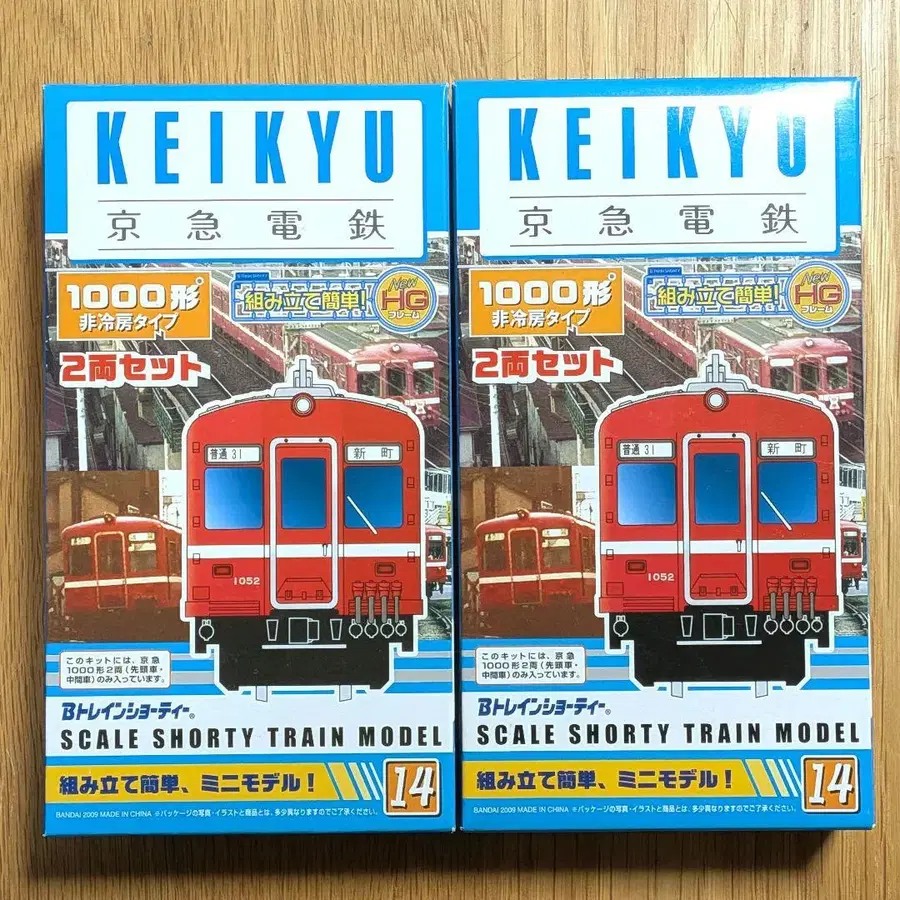 KEIKYU
京急電鉄
1000形
非冷房タイプ
組み立て簡単!
New
HG
フレーム
2両セット
普通 31
新町
1052
このキットには、京急
1000形2両(先頭車・
中間車)のみ入っています。
Bトレインショーティー®
SCALE SHORTY TRAIN MODEL
組み立て簡単、ミニモデル!
14
BANDAI 2009 MADE IN CHINA ※パッケージの写真・イラストと商品とは、多少異なりますのでご了承ください。
KEIKYU
京急電鉄
1000形
非冷房タイプ
組み立て簡単!
New
HG
フレーム
2両セット
普通 31
新町
1052
このキットには、京急
1000形2両(先頭車・
中間車)のみ入っています。
Bトレインショーティー®
SCALE SHORTY TRAIN MODEL
組み立て簡単、ミニモデル!
14
BANDAI 2009 MADE IN CHINA ※パッケージの写真・イラストと商品とは、多少異なりますのでご了承ください。